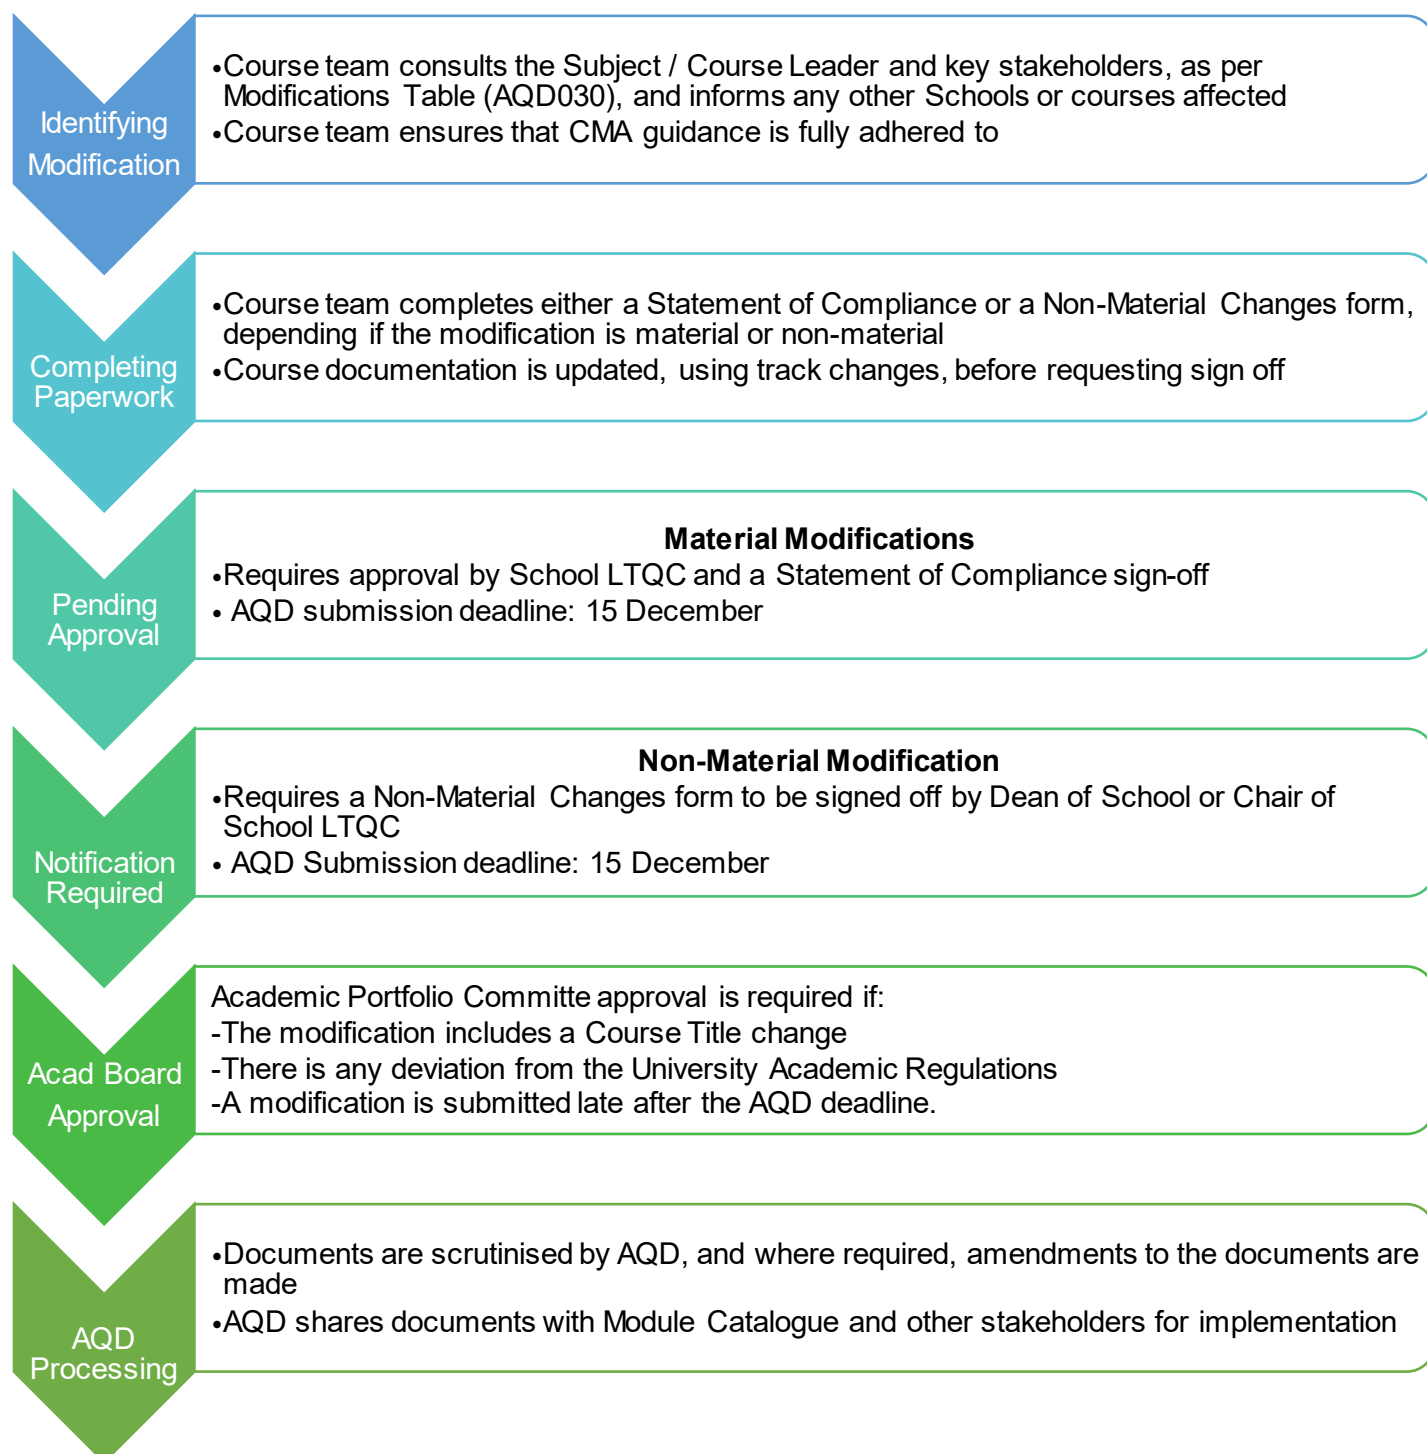 Identifying
Modification
•Course team consults the Subject / Course Leader and key stakeholders, as per
Modifications Table (AQD030), and informs any other Schools or courses affected
•Course team ensures that CMA guidance is fully adhered to
Completing
Paperwork
•Course team completes either a Statement of Compliance or a Non-Material Changes form,
depending if the modification is material or non-material
•Course documentation is updated, using track changes, before requesting sign off
Pending
Approval
Material Modifications
•Requires approval by School LTQC and a Statement of Compliance sign-off
• AQD submission deadline: 15 December
Notification
Required
Non-Material Modification
•Requires a Non-Material Changes form to be signed off by Dean of School or Chair of
School LTQC
• AQD Submission deadline: 15 December
Acad Board
Approval
Academic Portfolio Committe approval is required if:
-The modification includes a Course Title change
-There is any deviation from the University Academic Regulations
-A modification is submitted late after the AQD deadline.
AQD
Processing
•Documents are scrutinised by AQD, and where required, amendments to the documents are
made
•AQD shares documents with Module Catalogue and other stakeholders for implementation